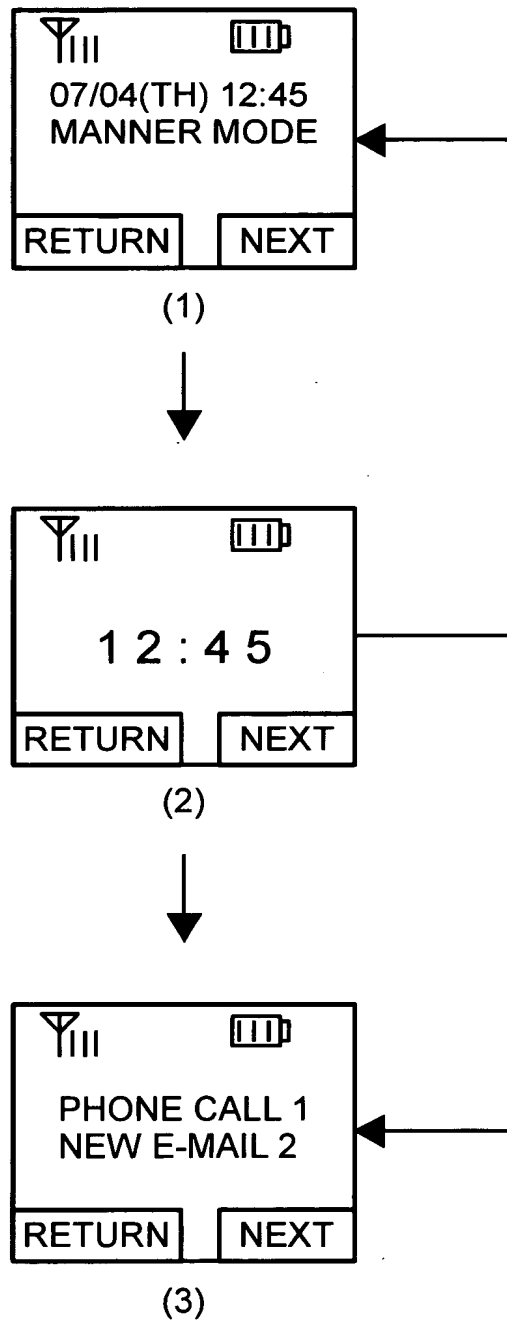 07/04(TH) 12:45
MANNER MODE
RETURN NEXT
(1)
12:45
RETURN NEXT
(2)
PHONE CALL 1
NEW E-MAIL 2
RETURN NEXT
(3)